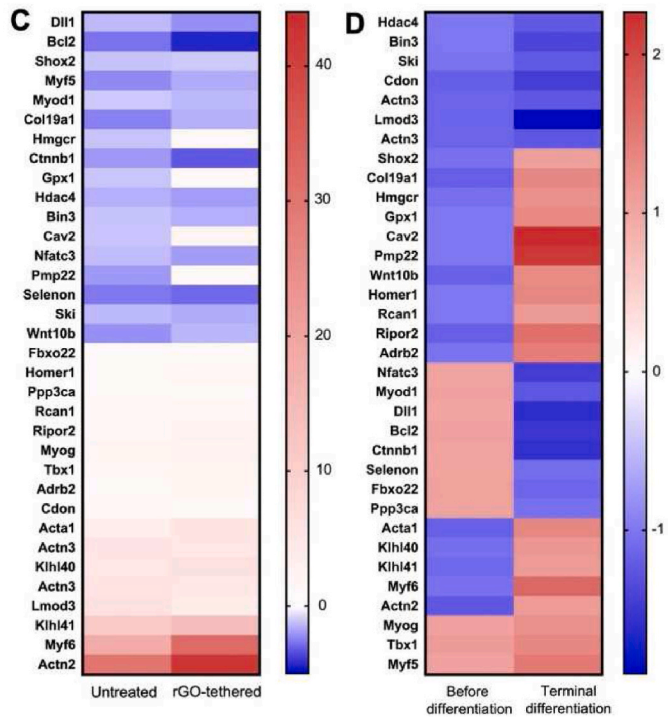 C
Dll1
Bcl2
Shox2
Myf5
Myod1
Col19a1
Hmgcr
Ctnnb1
Gpx1
Hdac4
Bin3
Cav2
Nfatc3
Pmp22
Selenon
Ski
Wnt10b
Fbxo22
Homer1
Ppp3ca
Rcan1
Ripor2
Myog
Tbx1
Adrb2
Cdon
Acta1
Actn3
Klhl40
Actn3
Lmod3
Klhl41
Myf6
Actn2
Untreated rGO-tethered
40
30
20
10
0
D
Hdac4
Bin3
Ski
Cdon
Actn3
Lmod3
Actn3
Shox2
Col19a1
Hmgcr
Gpx1
Cav2
Pmp22
Wnt10b
Homer1
Rcan1
Ripor2
Adrb2
Nfatc3
Myod1
Dll1
Bcl2
Ctnnb1
Selenon
Fbxo22
Ppp3ca
Acta1
Klhl40
Klhl41
Myf6
Actn2
Myog
Tbx1
Myf5
Before Terminal
differentiation differentiation
2
1
0
-1